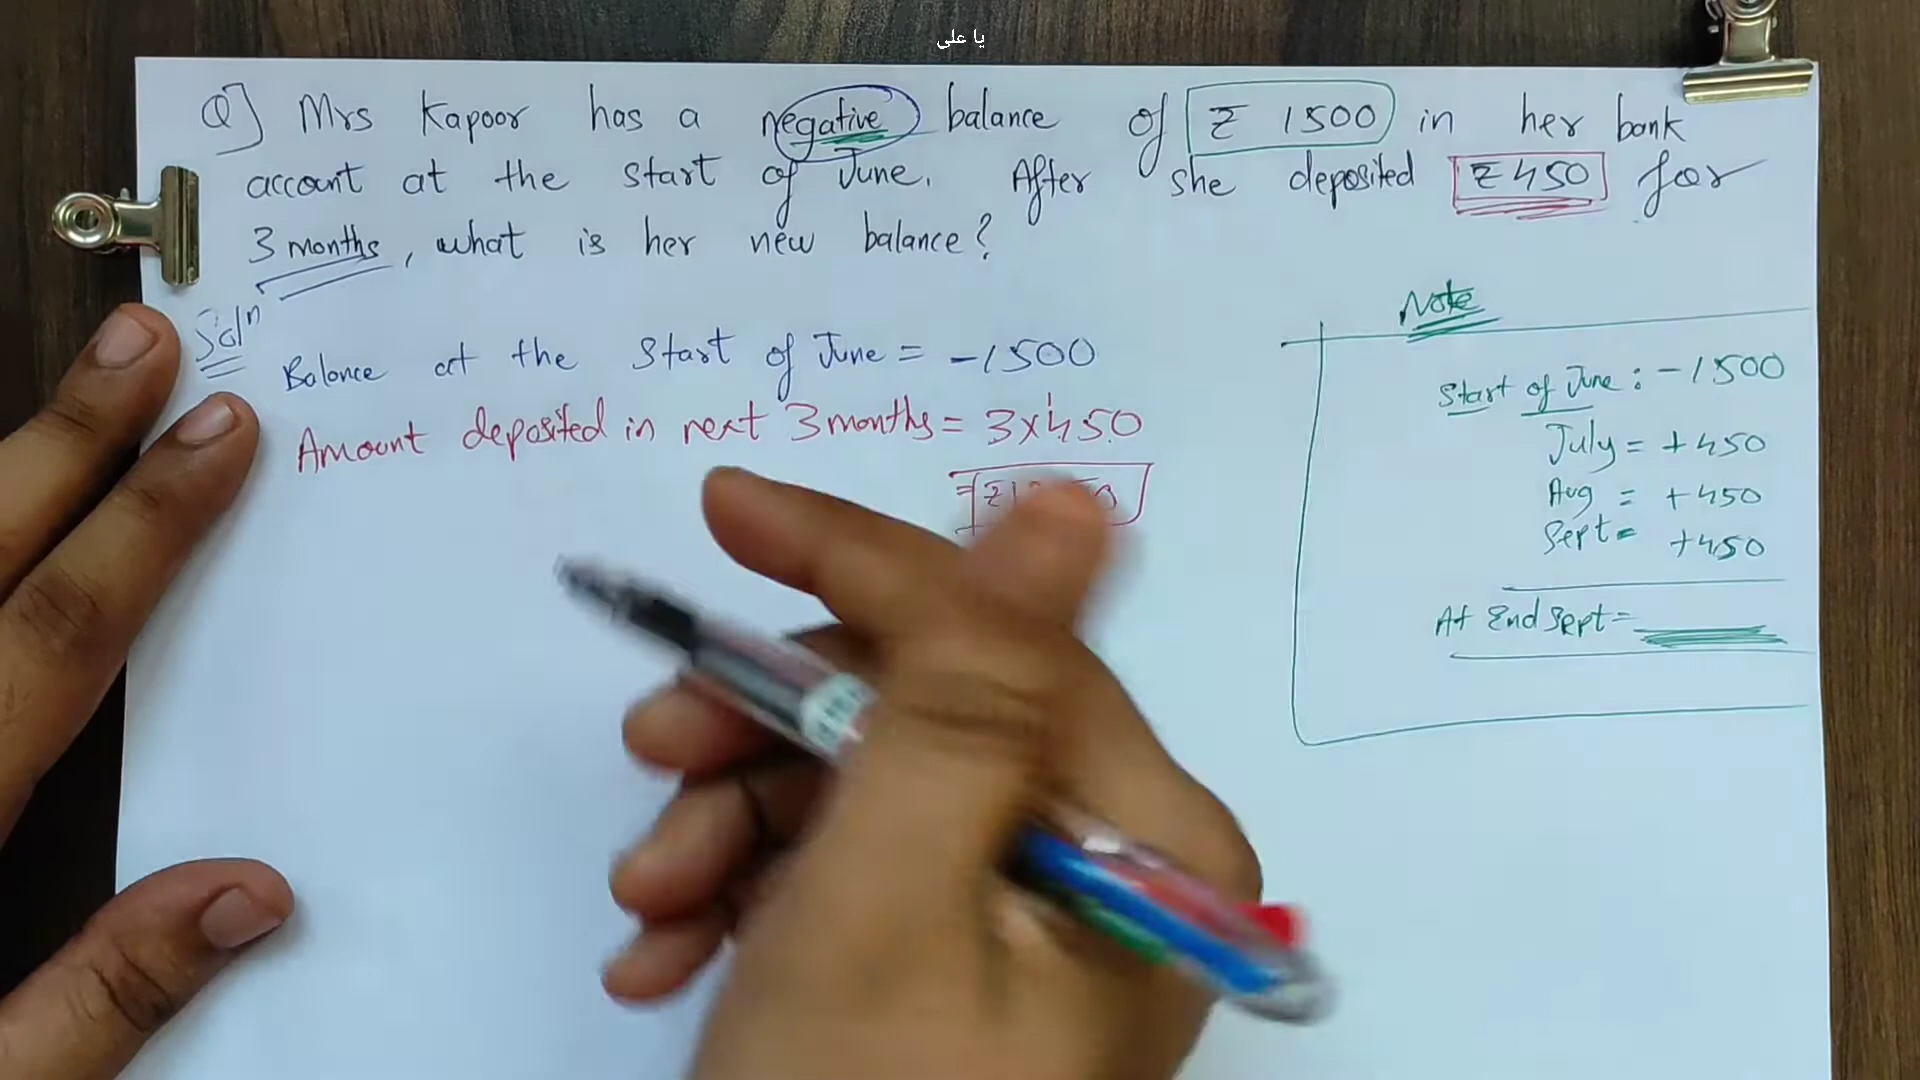 یا علی
Q] Mrs Kapoor has a negative balance of ₹ 1500 in her bank
account at the start of June. After she deposited ₹450 for
3 months, what is her new balance?
Solⁿ
Balance at the start of June = -1500
Amount deposited in next 3 months = 3x450
Note
Start of June : -1500
July = +450
Aug = +450
Sept = +450
At End Sept =